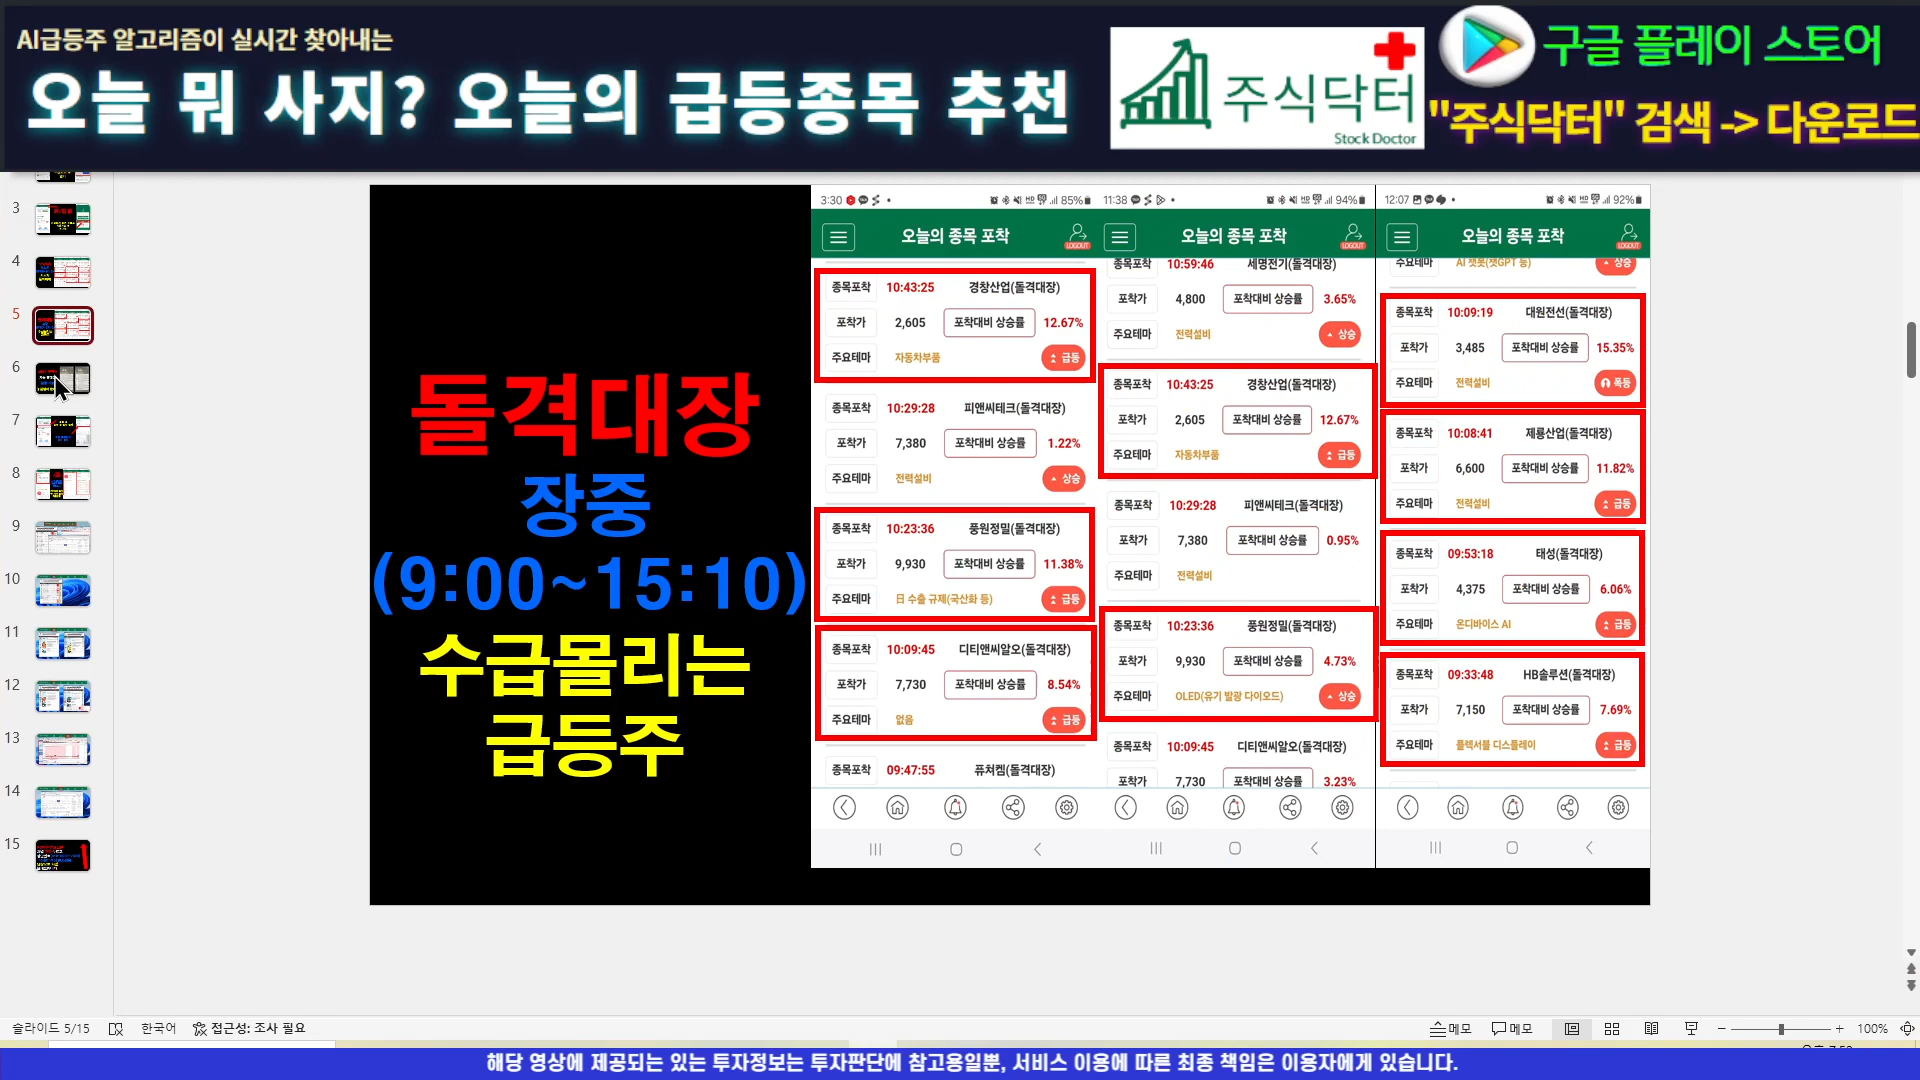 AI급등주 알고리즘이 실시간 찾아내는
오늘 뭐 사지? 오늘의 급등종목 추천
주식닥터
Stock Doctor
구글 플레이 스토어
"주식닥터" 검색 -> 다운로드
3
4
5
6
7
8
9
10
11
12
13
14
15
돌격대장
장중
(9:00~15:10)
수급몰리는
급등주
3:30
85%
오늘의 종목 포착
LOGOUT
종목포착 10:43:25 경창산업(돌격대장)
포착가 2,605 포착대비 상승률 12.67%
주요테마 자동차부품 급등
종목포착 10:29:28 피앤씨테크(돌격대장)
포착가 7,380 포착대비 상승률 1.22%
주요테마 전력설비 상승
종목포착 10:23:36 풍원정밀(돌격대장)
포착가 9,930 포착대비 상승률 11.38%
주요테마 日 수출 규제(국산화 등) 급등
종목포착 10:09:45 디티앤씨알오(돌격대장)
포착가 7,730 포착대비 상승률 8.54%
주요테마 없음 급등
종목포착 09:47:55 퓨쳐켐(돌격대장)
11:38
94%
오늘의 종목 포착
LOGOUT
종목포착 10:59:46 세명전기(돌격대장)
포착가 4,800 포착대비 상승률 3.65%
주요테마 전력설비 상승
종목포착 10:43:25 경창산업(돌격대장)
포착가 2,605 포착대비 상승률 12.67%
주요테마 자동차부품 급등
종목포착 10:29:28 피앤씨테크(돌격대장)
포착가 7,380 포착대비 상승률 0.95%
주요테마 전력설비
종목포착 10:23:36 풍원정밀(돌격대장)
포착가 9,930 포착대비 상승률 4.73%
주요테마 OLED(유기 발광 다이오드) 상승
종목포착 10:09:45 디티앤씨알오(돌격대장)
포착가 7,730 포착대비 상승률 3.23%
12:07
92%
오늘의 종목 포착
LOGOUT
주요테마 AI 챗봇(챗GPT 등) 상승
종목포착 10:09:19 대원전선(돌격대장)
포착가 3,485 포착대비 상승률 15.35%
주요테마 전력설비 폭등
종목포착 10:08:41 제룡산업(돌격대장)
포착가 6,600 포착대비 상승률 11.82%
주요테마 전력설비 급등
종목포착 09:53:18 태성(돌격대장)
포착가 4,375 포착대비 상승률 6.06%
주요테마 온디바이스 AI 급등
종목포착 09:33:48 HB솔루션(돌격대장)
포착가 7,150 포착대비 상승률 7.69%
주요테마 플렉서블 디스플레이 급등
슬라이드 5/15 한국어 접근성: 조사 필요
메모 메모 100%
해당 영상에 제공되는 있는 투자정보는 투자판단에 참고용일뿐, 서비스 이용에 따른 최종 책임은 이용자에게 있습니다.